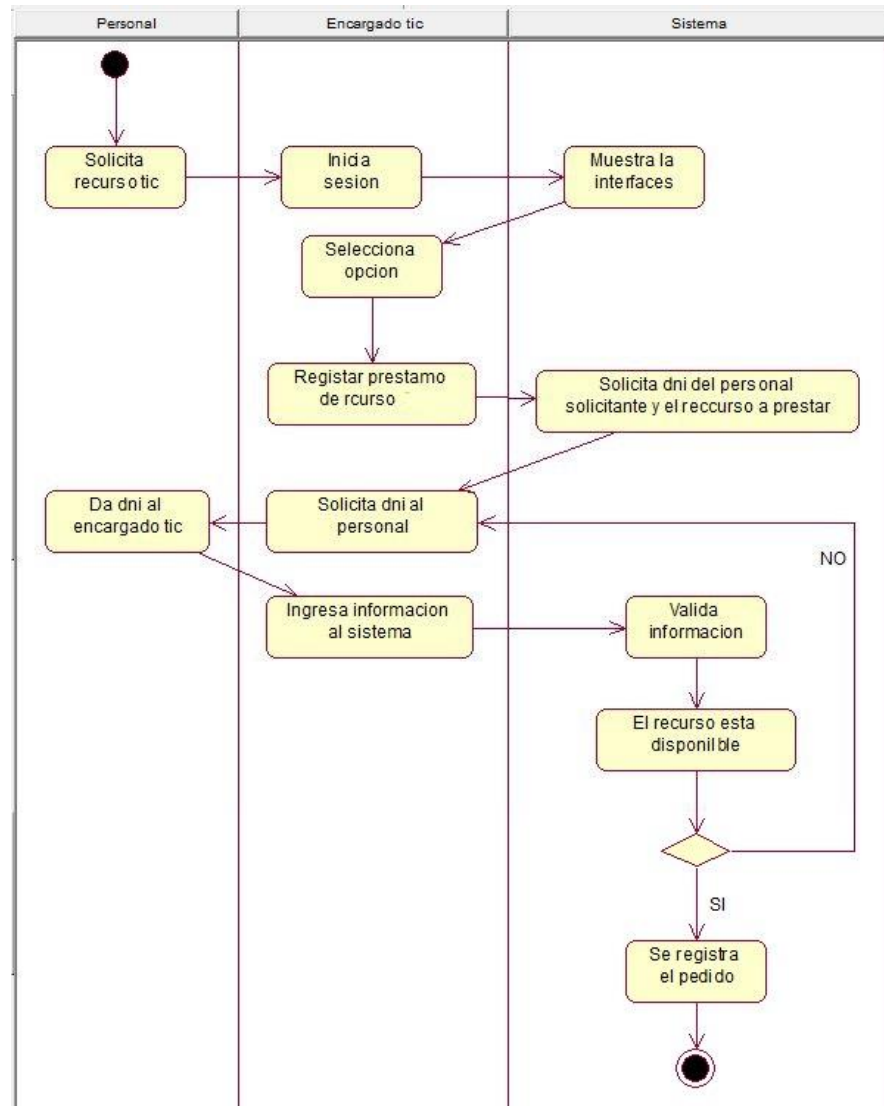 Personal
Encargado tic
Sistema
Solicita
recurso tic
Inicia
sesion
Muestra la
interfaces
Selecciona
opcion
Registar prestamo
de rcurso
Solicita dni del personal
solicitante y el reccurso a prestar
Da dni al
encargado tic
Solicita dni al
personal
NO
Ingresa informacion
al sistema
Valida
informacion
El recurso esta
disponilble
SI
Se registra
el pedido